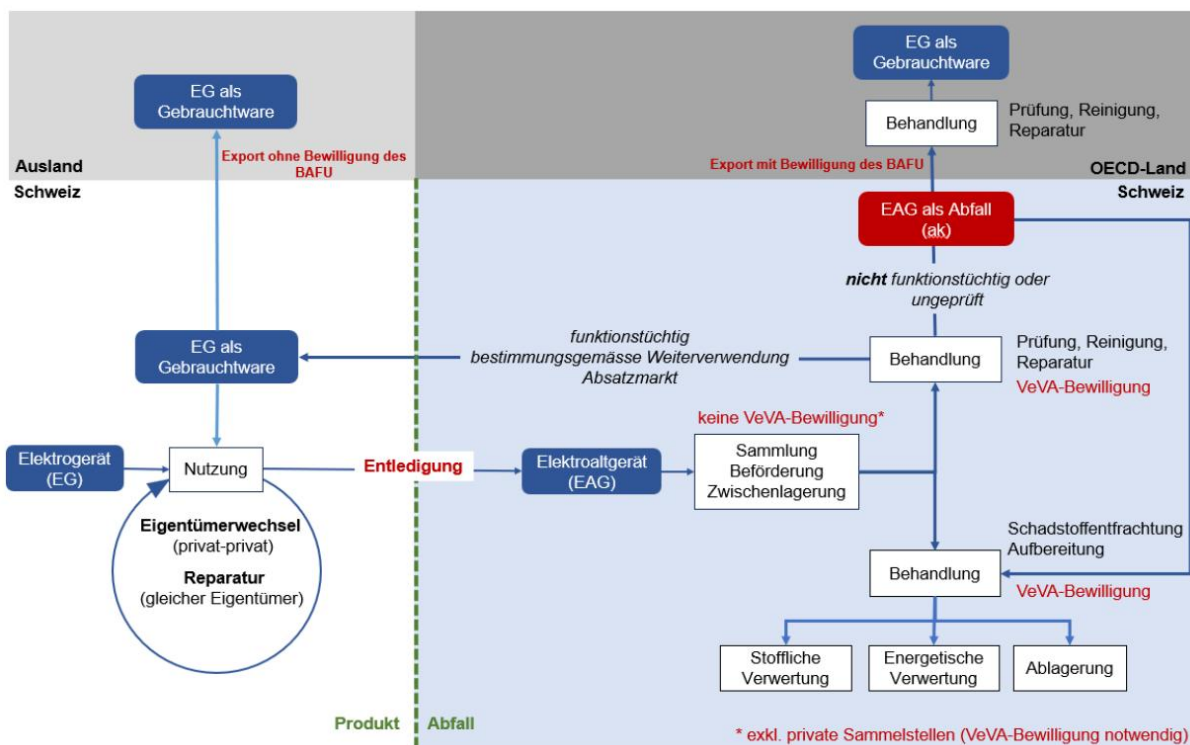 EG als
Gebrauchtware
EG als
Gebrauchtware
Behandlung
Prüfung, Reinigung,
Reparatur
Export ohne Bewilligung des
BAFU
Export mit Bewilligung des BAFU
Ausland
Schweiz
OECD-Land
Schweiz
EAG als Abfall
(ak)
nicht funktionstüchtig oder
ungeprüft
EG als
Gebrauchtware
funktionstüchtig
bestimmungsgemässe Weiterverwendung
Absatzmarkt
Behandlung
Prüfung, Reinigung,
Reparatur
VeVA-Bewilligung
keine VeVA-Bewilligung*
Elektrogerät
(EG)
Nutzung
Entledigung
Elektroaltgerät
(EAG)
Sammlung
Beförderung
Zwischenlagerung
Eigentümerwechsel
(privat-privat)
Reparatur
(gleicher Eigentümer)
Schadstoffentfrachtung
Aufbereitung
Behandlung
VeVA-Bewilligung
Stoffliche
Verwertung
Energetische
Verwertung
Ablagerung
Produkt
Abfall
* exkl. private Sammelstellen (VeVA-Bewilligung notwendig)